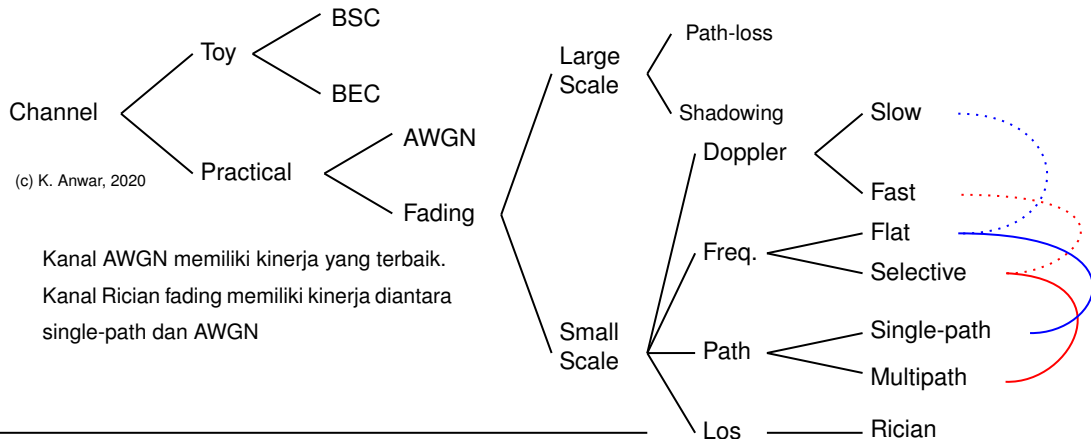 BSC
Toy
BEC
Channel
Practical
AWGN
Fading
(c) K. Anwar, 2020
Large
Scale
Path-loss
Shadowing
Small
Scale
Doppler
Slow
Fast
Freq.
Flat
Selective
Path
Single-path
Multipath
Los
Rician
Kanal AWGN memiliki kinerja yang terbaik.
Kanal Rician fading memiliki kinerja diantara
single-path dan AWGN